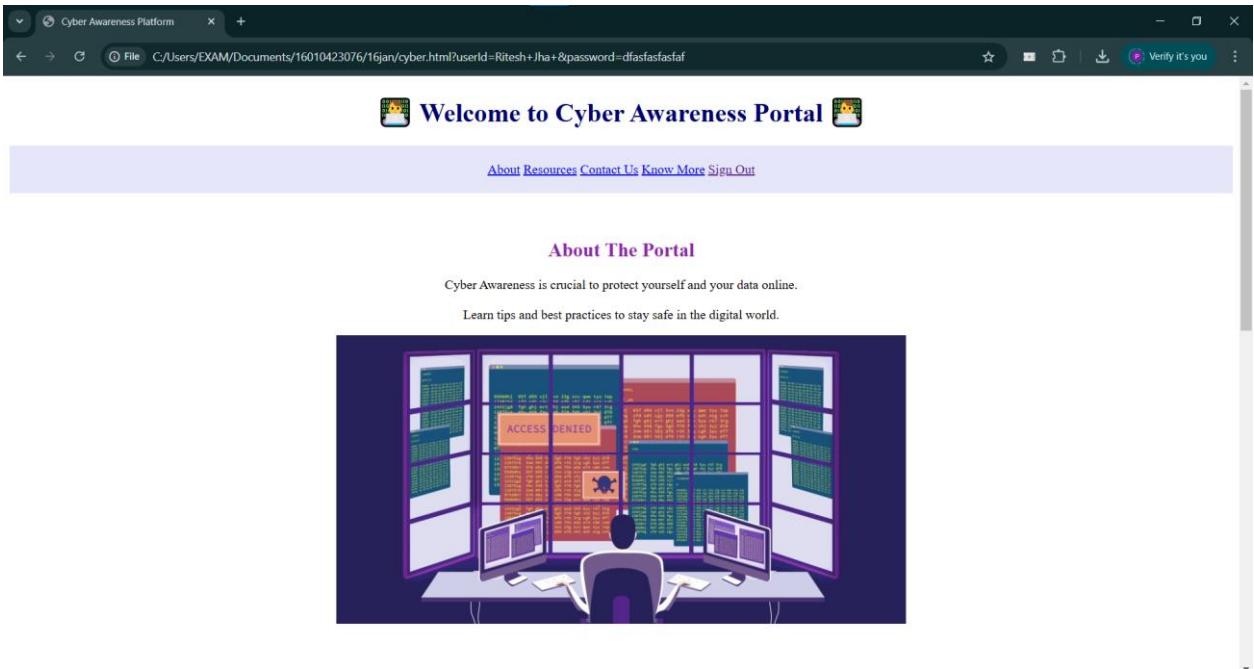 Cyber Awareness Platform
File C:/Users/EXAM/Documents/16010423076/16jan/cyber.html?userId=Ritesh+Jha+&password=dfasfasfasfaf
Verify it's you
Welcome to Cyber Awareness Portal
About Resources Contact Us Know More Sign Out
About The Portal
Cyber Awareness is crucial to protect yourself and your data online.
Learn tips and best practices to stay safe in the digital world.
ACCESS DENIED